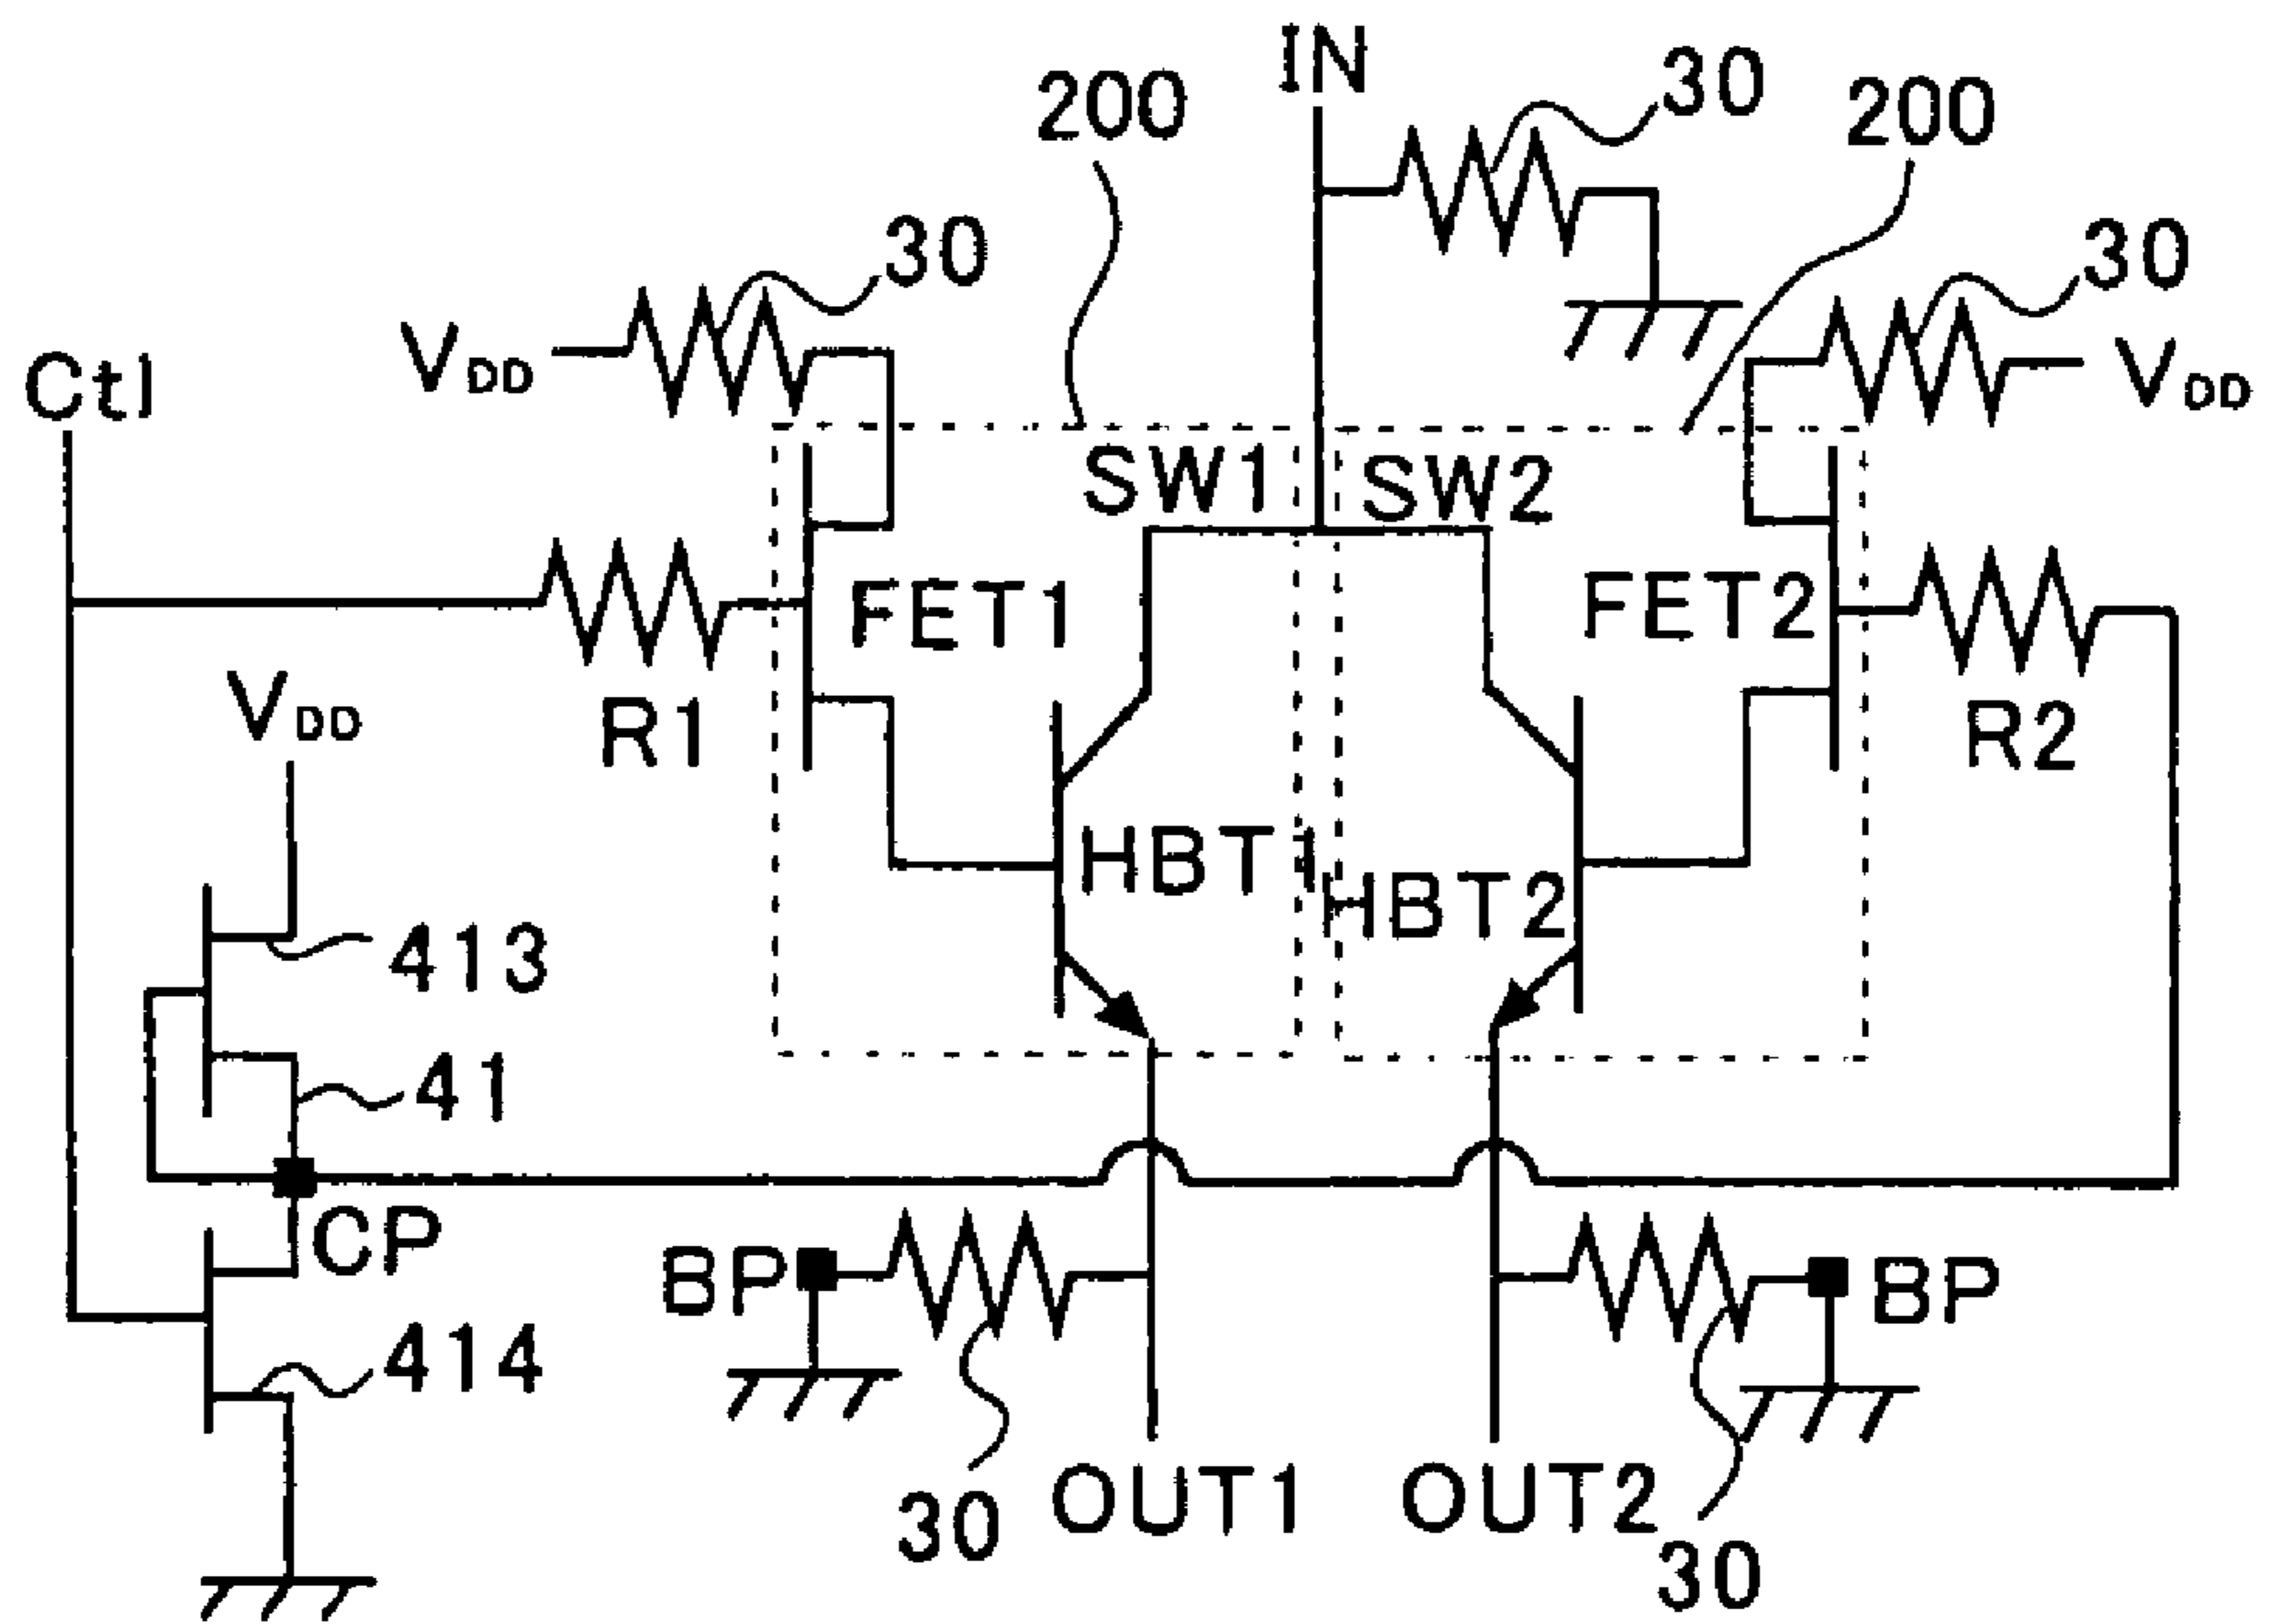 IN
200
30
200
30
30
VDD
VDD
Ctl
SW1
SW2
FET1
FET2
R1
R2
VDD
HBT1
HBT2
413
41
CP
BP
BP
414
OUT1
OUT2
30
30